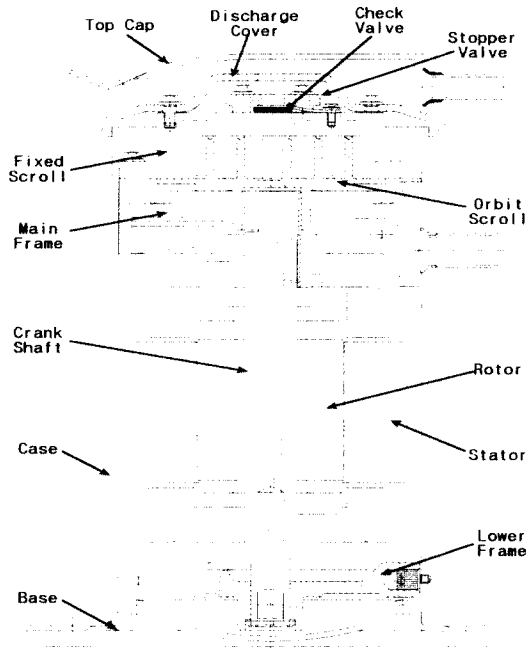 Top Cap
Discharge
Cover
Check
Valve
Stopper
Valve
Fixed
Scroll
Orbit
Scroll
Main
Frame
Crank
Shaft
Rotor
Case
Stator
Lower
Frame
Base